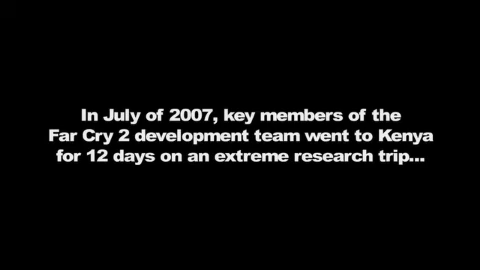 In July of 2007, key members of the
Far Cry 2 development team went to Kenya
for 12 days on an extreme research trip...